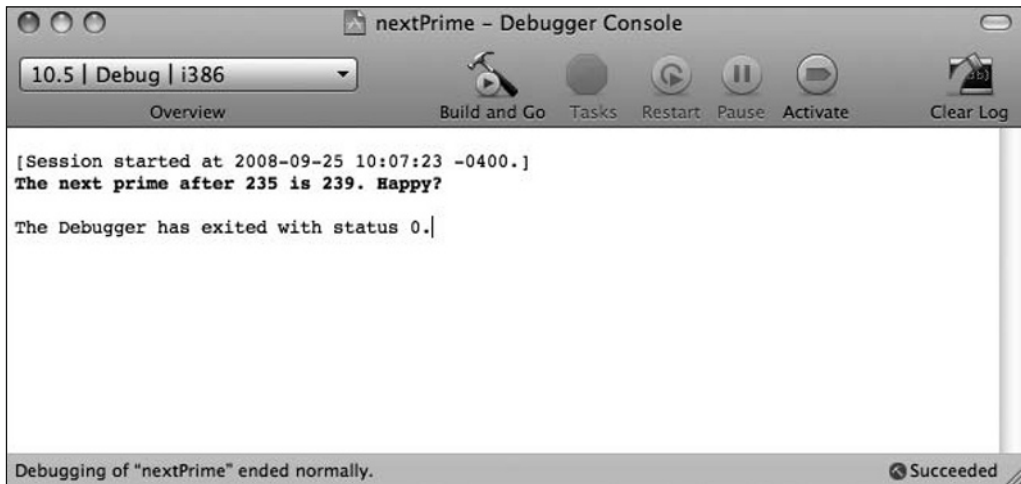 nextPrime – Debugger Console
10.5 | Debug | i386
Overview
Build and Go
Tasks
Restart
Pause
Activate
Clear Log
[Session started at 2008-09-25 10:07:23 -0400.]
The next prime after 235 is 239. Happy?
The Debugger has exited with status 0.
Debugging of “nextPrime” ended normally.
Succeeded